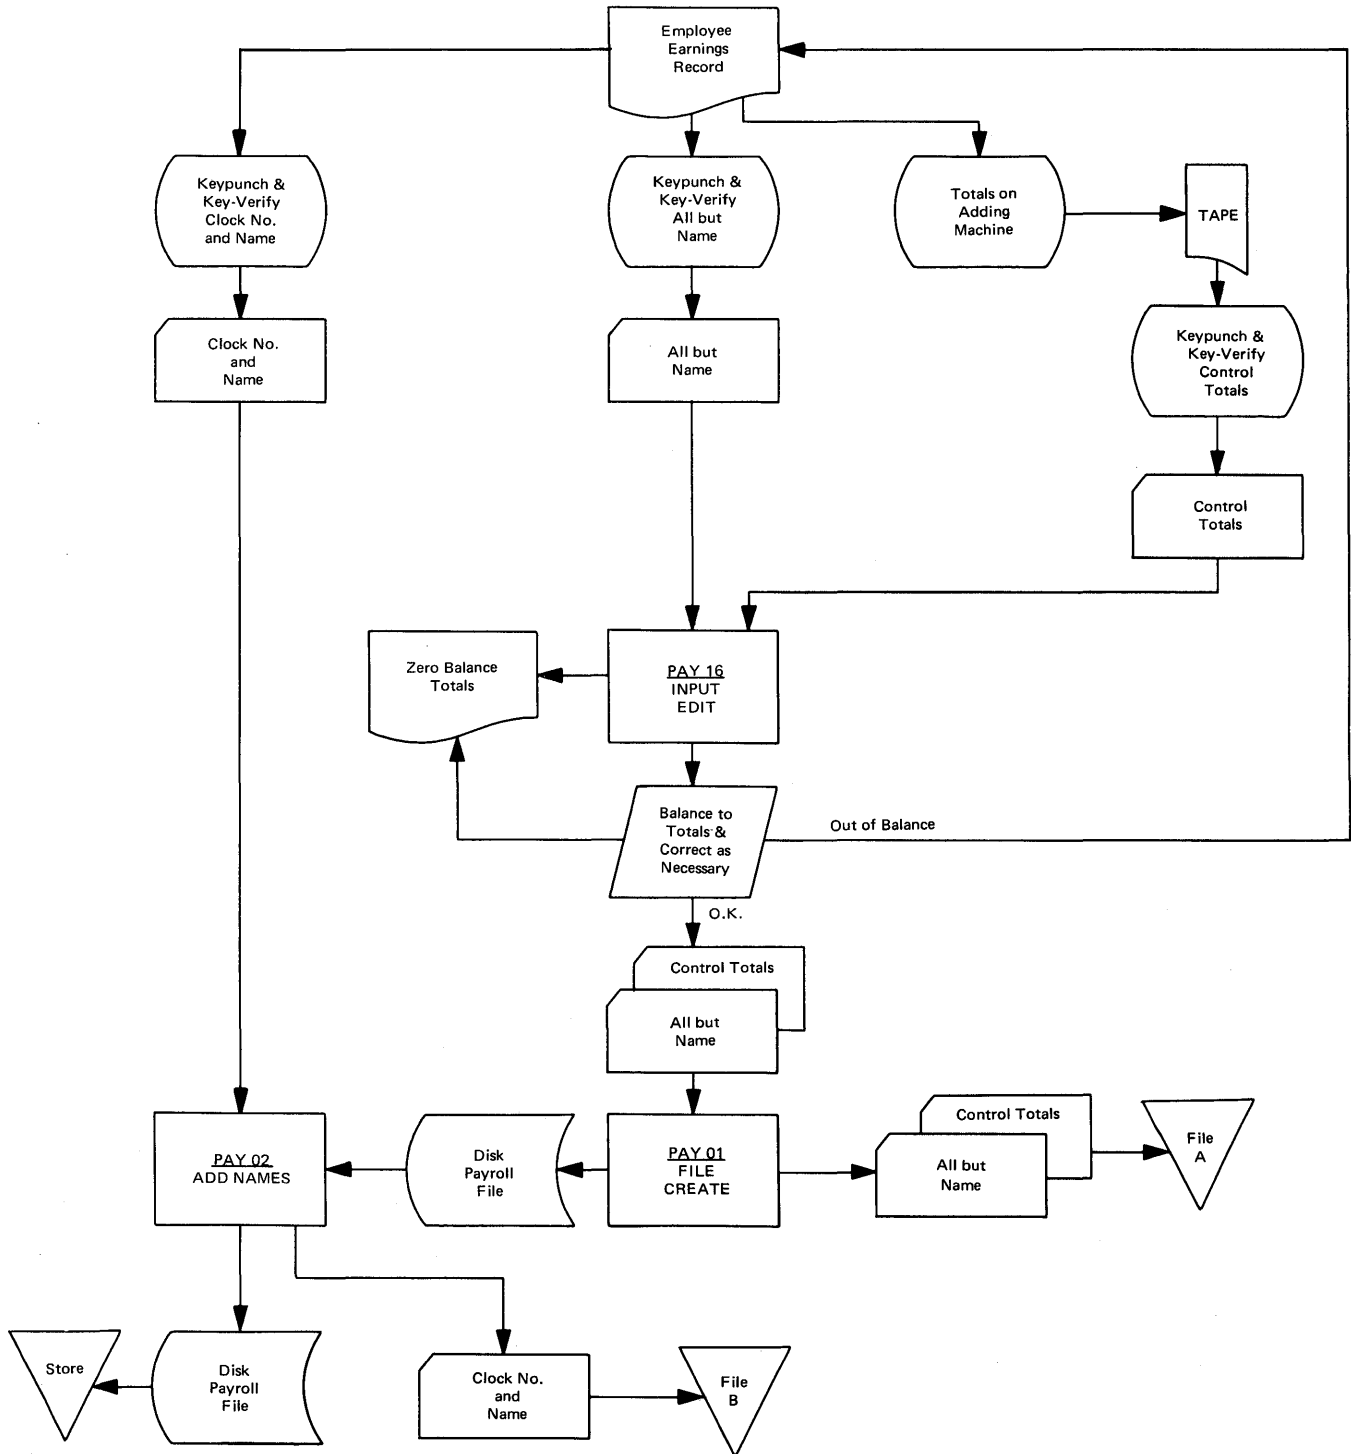 Employee
Earnings
Record
Keypunch &
Key-Verify
Clock No.
and Name
Keypunch &
Key-Verify
All but
Name
Totals on
Adding
Machine
TAPE
Clock No.
and
Name
All but
Name
Keypunch &
Key-Verify
Control
Totals
Control
Totals
Zero Balance
Totals
PAY 16
INPUT
EDIT
Balance to
Totals &
Correct as
Necessary
Out of Balance
O.K.
Control Totals
All but
Name
PAY 02
ADD NAMES
Disk
Payroll
File
PAY 01
FILE
CREATE
Control Totals
All but
Name
File
A
Store
Disk
Payroll
File
Clock No.
and
Name
File
B